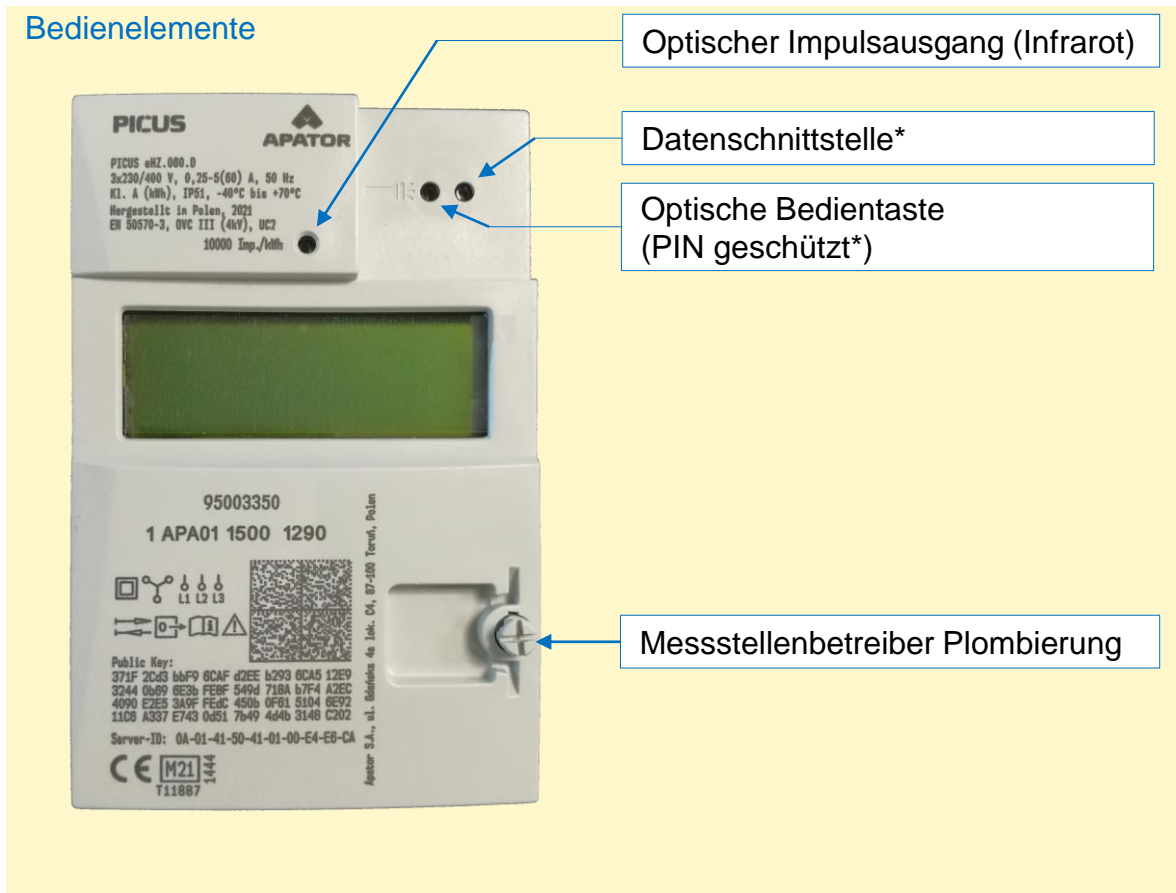 Bedienelemente
Optischer Impulsausgang (Infrarot)
Datenschnittstelle*
Optische Bedientaste
(PIN geschützt*)
PICUS
APATOR
PICUS eHZ.060.D
3x230/400 V, 0,25-5(60) A, 50 Hz
Kl. A (kWh), IP51, -40°C bis +70°C
Hergestellt in Polen, 2021
EN 50570-3, OVC III (4kV), UC2
10000 Imp./kWh
95003350
1 APA01 1500 1290
L1 L2 L3
Messstellenbetreiber Plombierung
Public Key:
371F 2Cd3 bbF9 6CAF d2EE b293 6CA5 12E9
3244 0b69 6E3b FEBF 549d 718A b7F4 A2EC
4090 E2E5 3A9F FEdC 450b 0F61 5104 6E92
11C6 A337 E743 0d51 7b49 4d4b 3148 C202
Server-ID: 0A-01-41-50-41-01-00-E4-E6-CA
CE M21 1444
T11887
Apator S.A., ul. Gdańska 4a lok. C4, 87-100 Toruń, Polen